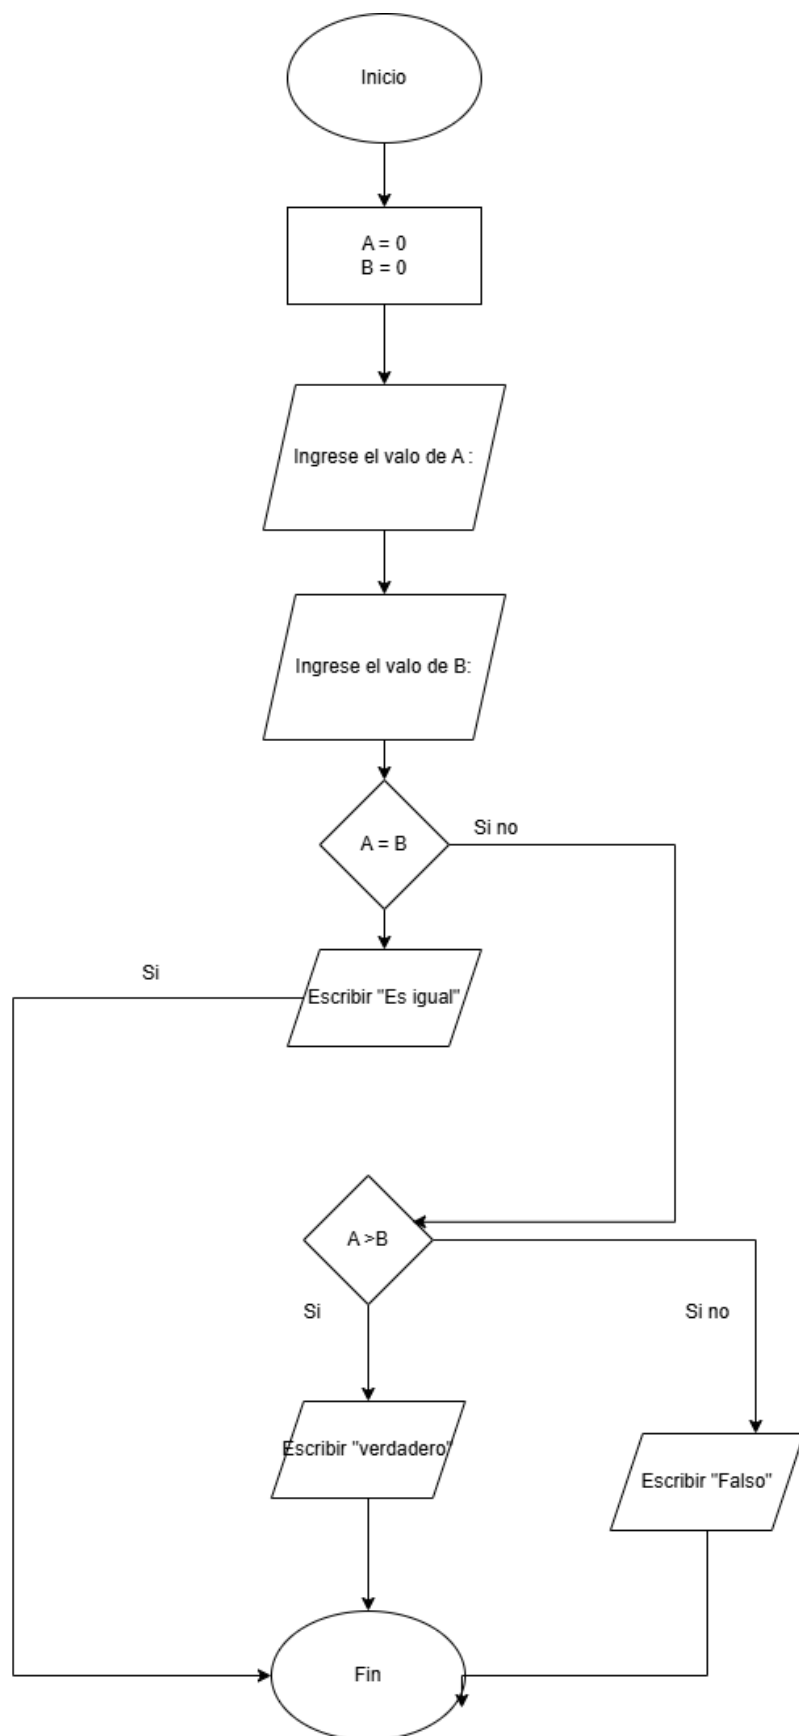 Inicio
A = 0
B = 0
Ingrese el valo de A :
Ingrese el valo de B:
A = B
Si no
Si
Escribir "Es igual"
A >B
Si
Si no
Escribir "verdadero"
Escribir "Falso"
Fin